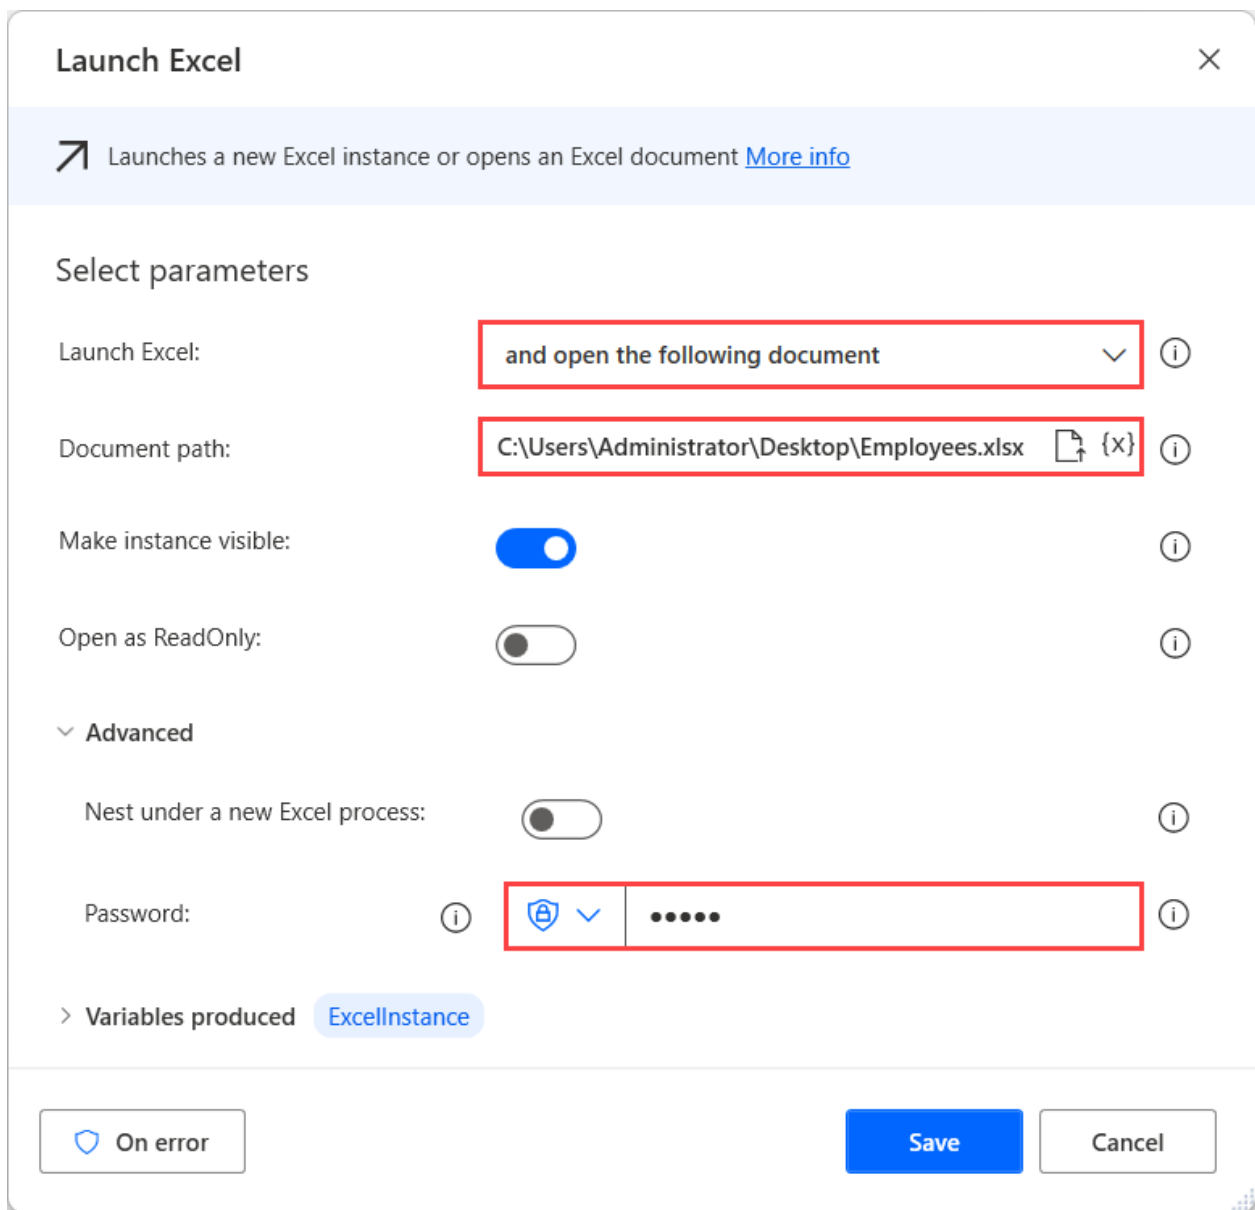 Launch Excel
Launches a new Excel instance or opens an Excel document More info
Select parameters
Launch Excel: and open the following document
Document path: C:\Users\Administrator\Desktop\Employees.xlsx {x}
Make instance visible:
Open as ReadOnly:
Advanced
Nest under a new Excel process:
Password: •••••
Variables produced ExcelInstance
On error Save Cancel